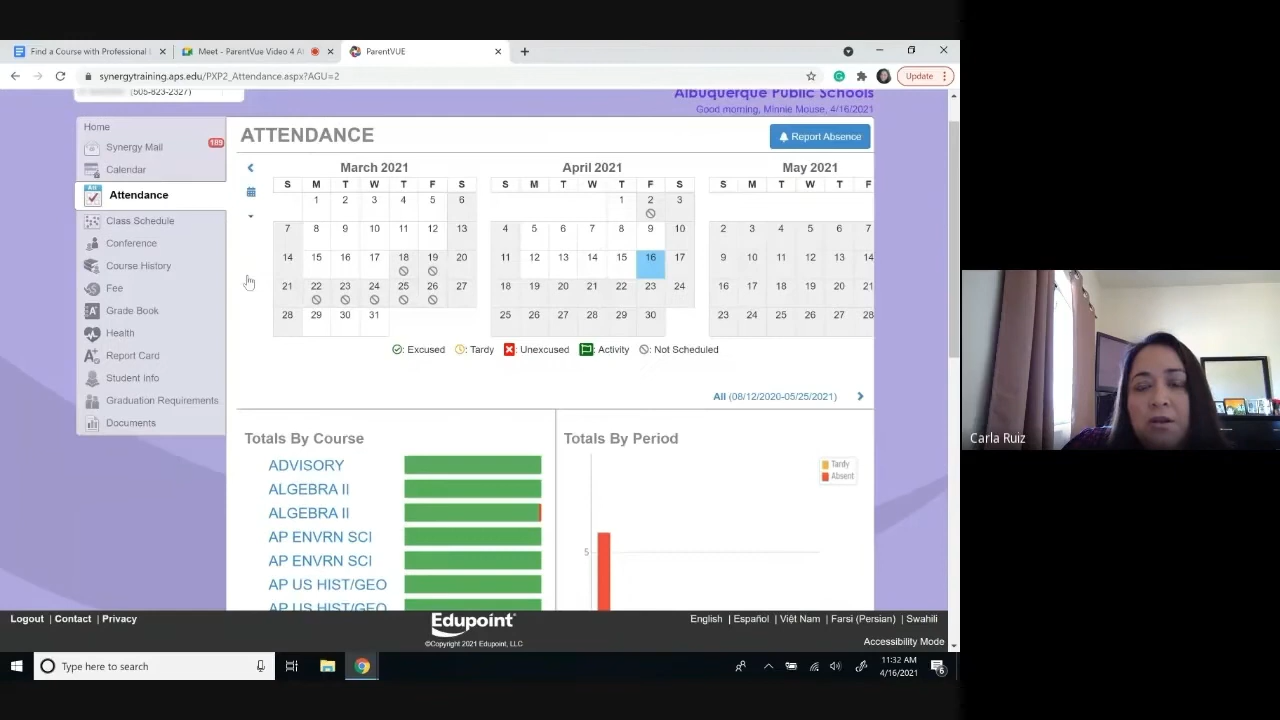 Find a Course with Professional
Meet - ParentVue Video 4 At
ParentVUE
synergytraining.aps.edu/PXP2_Attendance.aspx?AGU=2
Update
(505-823-2327)
Albuquerque Public Schools
Good morning, Minnie Mouse, 4/16/2021
Home
Synergy Mail
189
Calendar
Attendance
Class Schedule
Conference
Course History
Fee
Grade Book
Health
Report Card
Student Info
Graduation Requirements
Documents
ATTENDANCE
Report Absence
March 2021
S M T W T F S
1 2 3 4 5 6
7 8 9 10 11 12 13
14 15 16 17 18 19 20
21 22 23 24 25 26 27
28 29 30 31
April 2021
S M T W T F S
1 2 3
4 5 6 7 8 9 10
11 12 13 14 15 16 17
18 19 20 21 22 23 24
25 26 27 28 29 30
May 2021
S M T W T F
2 3 4 5 6 7
9 10 11 12 13 14
16 17 18 19 20 21
23 24 25 26 27 28
: Excused : Tardy : Unexcused : Activity : Not Scheduled
All (08/12/2020-05/25/2021)
Totals By Course
ADVISORY
ALGEBRA II
ALGEBRA II
AP ENVRN SCI
AP ENVRN SCI
AP US HIST/GEO
AP US HIST/GEO
Totals By Period
Tardy
Absent
5
Logout | Contact | Privacy
Edupoint
©Copyright 2021 Edupoint, LLC
English | Español | Việt Nam | Farsi (Persian) | Swahili
Accessibility Mode
Type here to search
11:32 AM
4/16/2021
6
Carla Ruiz